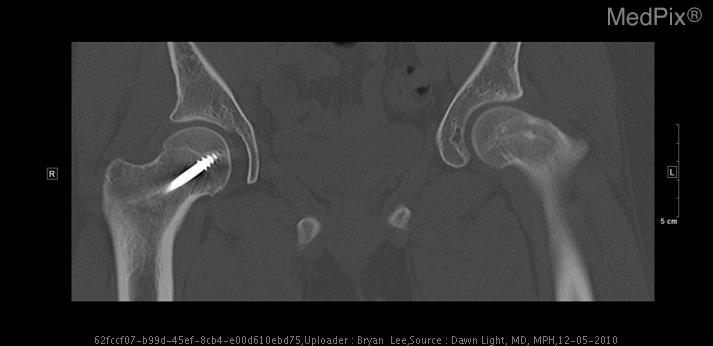 MedPix®
R
L
5 cm
62fccf07-b99d-45ef-8cb4-e00d610ebd75,Uploader : Bryan Lee,Source : Dawn Light, MD, MPH,12-05-2010